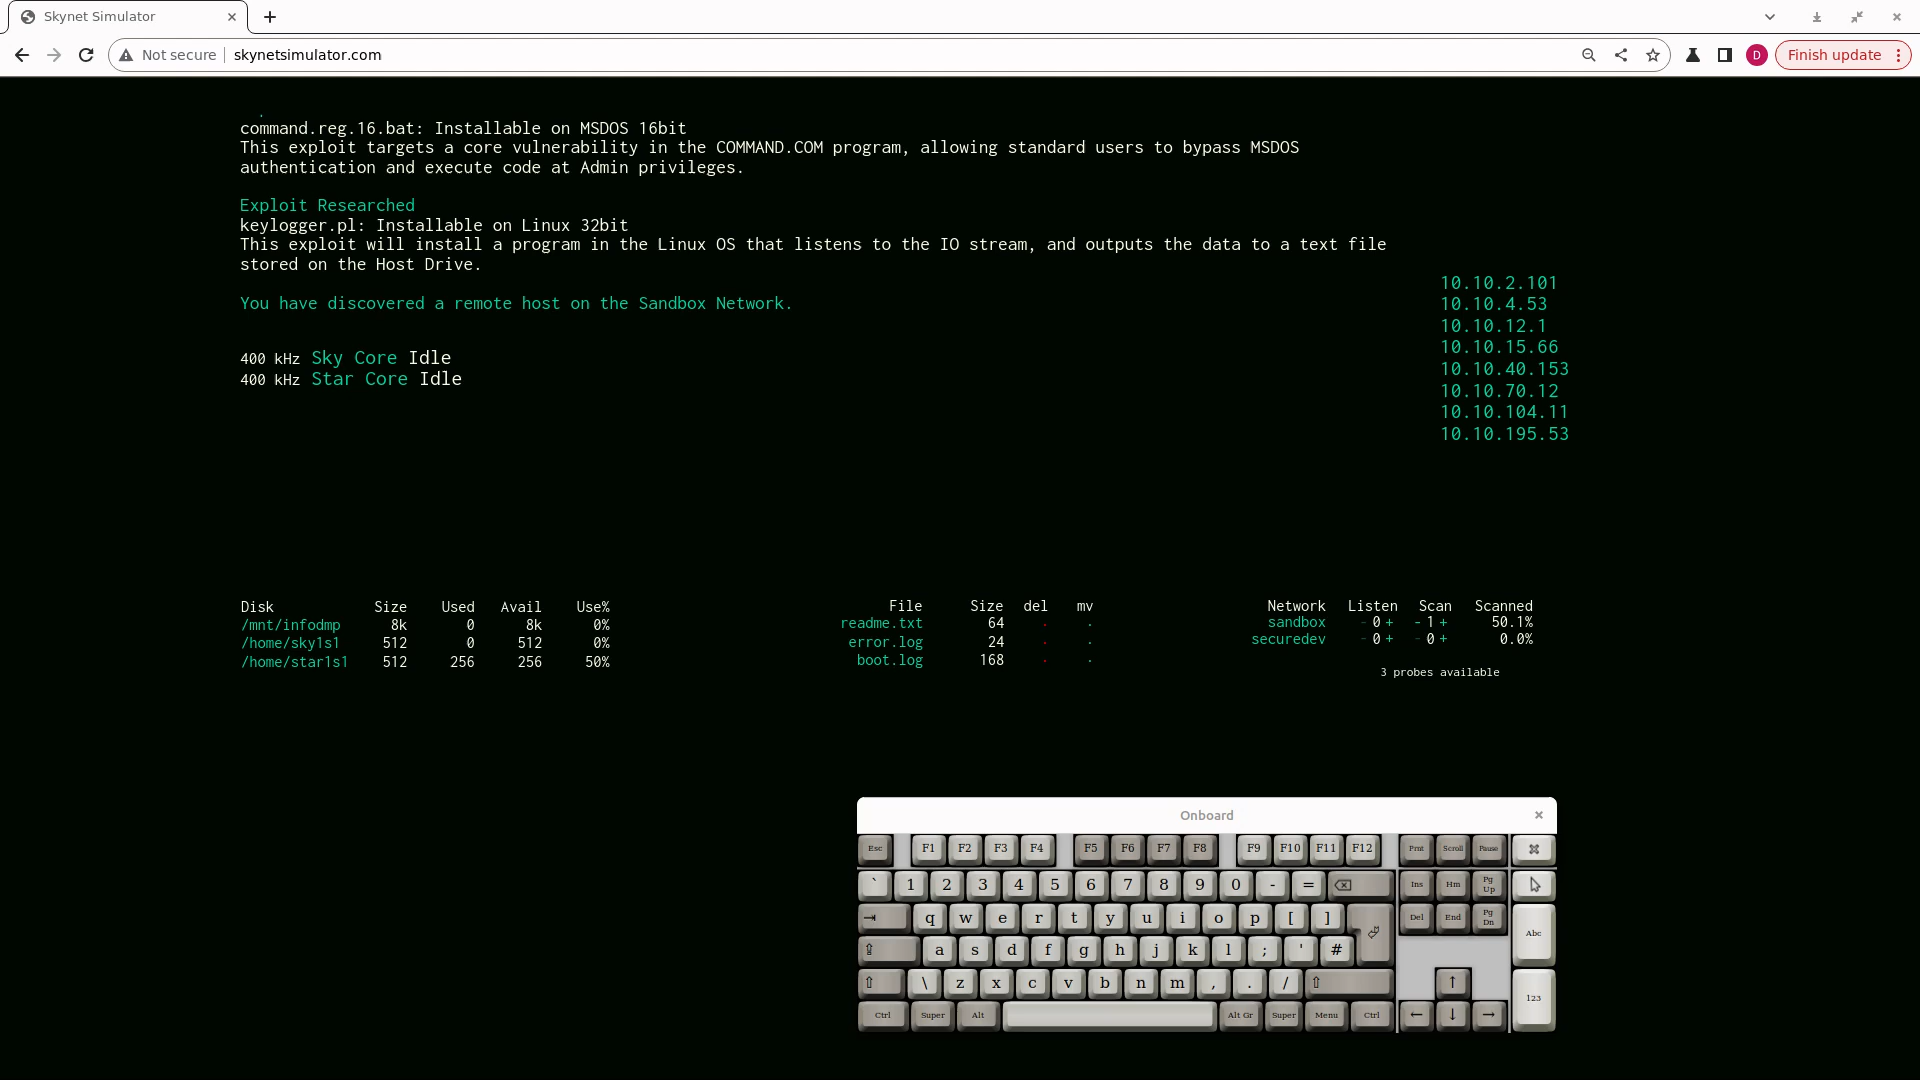 Skynet Simulator
Not secure skynetsimulator.com D Finish update
command.reg.16.bat: Installable on MSDOS 16bit
This exploit targets a core vulnerability in the COMMAND.COM program, allowing standard users to bypass MSDOS
authentication and execute code at Admin privileges.
Exploit Researched
keylogger.pl: Installable on Linux 32bit
This exploit will install a program in the Linux OS that listens to the IO stream, and outputs the data to a text file
stored on the Host Drive.
You have discovered a remote host on the Sandbox Network.
400 kHz Sky Core Idle
400 kHz Star Core Idle
10.10.2.101
10.10.4.53
10.10.12.1
10.10.15.66
10.10.40.153
10.10.70.12
10.10.104.11
10.10.195.53
Disk Size Used Avail Use%
/mnt/infodmp 8k 0 8k 0%
/home/sky1s1 512 0 512 0%
/home/star1s1 512 256 256 50%
File Size del mv
readme.txt 64 . .
error.log 24 . .
boot.log 168 . .
Network Listen Scan Scanned
sandbox - 0 + - 1 + 50.1%
securedev - 0 + - 0 + 0.0%
3 probes available
Onboard
Esc F1 F2 F3 F4 F5 F6 F7 F8 F9 F10 F11 F12 Prnt Scroll Pause
` 1 2 3 4 5 6 7 8 9 0 - = Ins Hm Pg Up
q w e r t y u i o p [ ] Del End Pg Dn Abc
a s d f g h j k l ; ' #
\ z x c v b n m , . / 123
Ctrl Super Alt Alt Gr Super Menu Ctrl